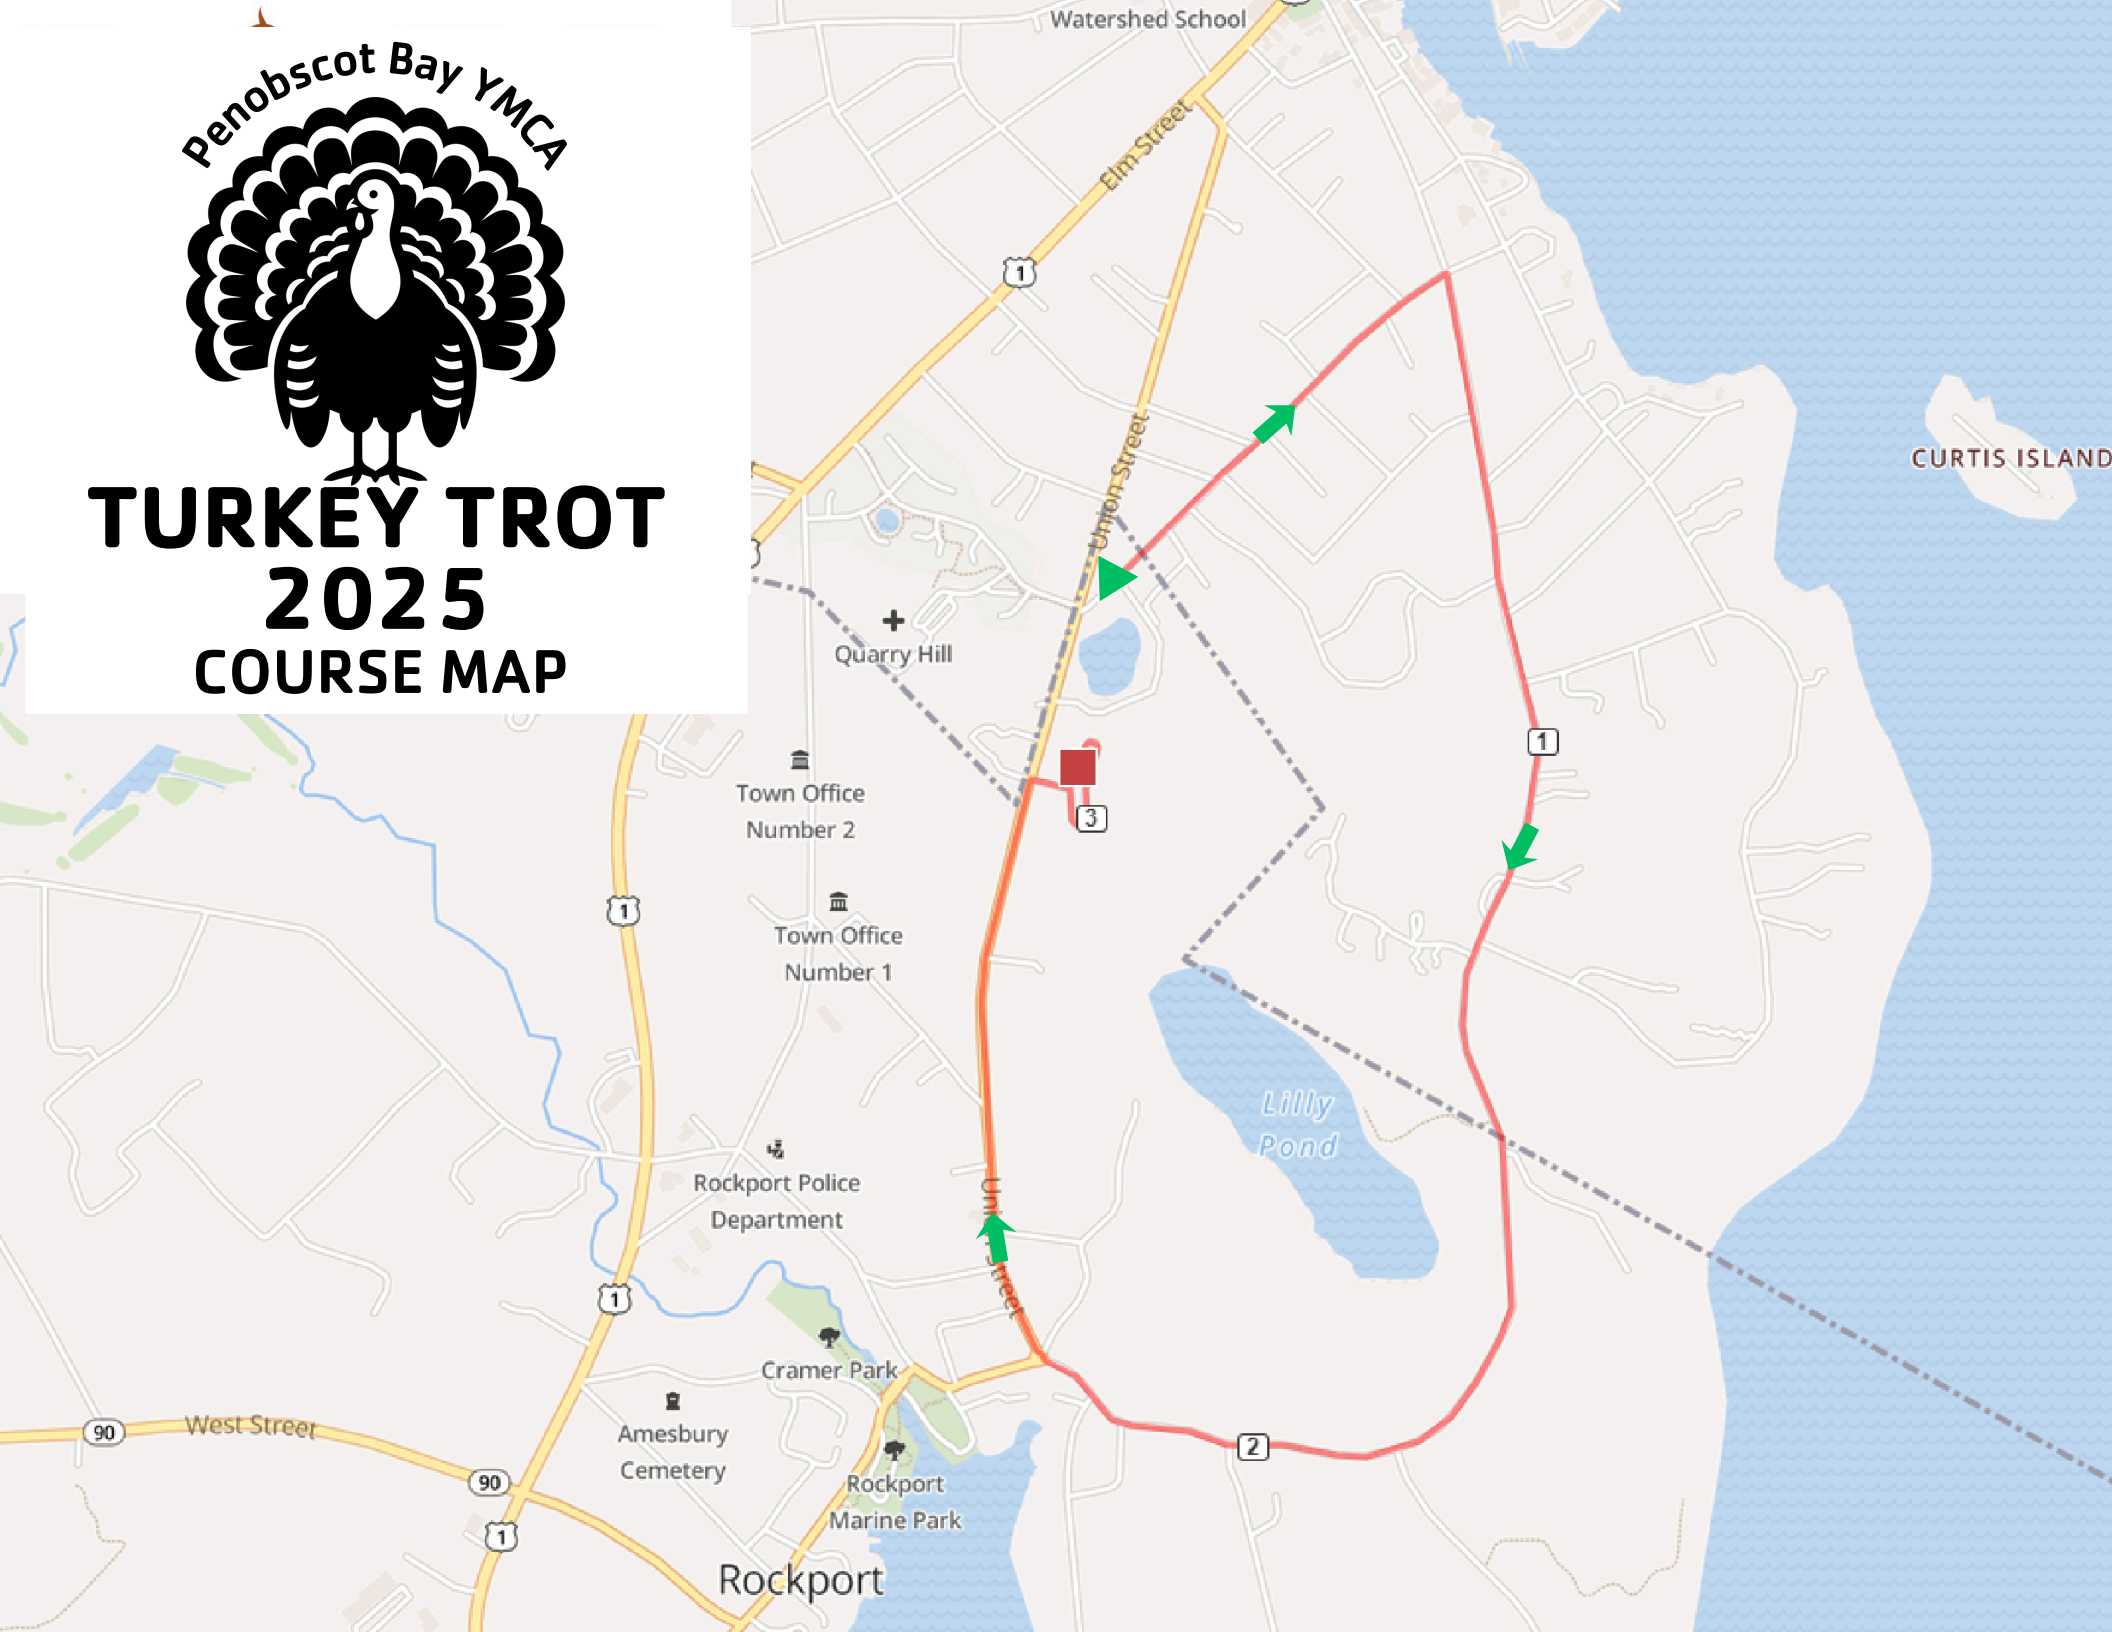 Penobscot Bay YMCA
TURKEY TROT
2025
COURSE MAP
Watershed School
Elm Street
1
Union Street
CURTIS ISLAND
Quarry Hill
1
Town Office
Number 2
3
1
Town Office
Number 1
Lilly
Pond
Rockport Police
Department
Union Street
1
Cramer Park
90
West Street
Amesbury
Cemetery
2
90
Rockport
Marine Park
1
Rockport